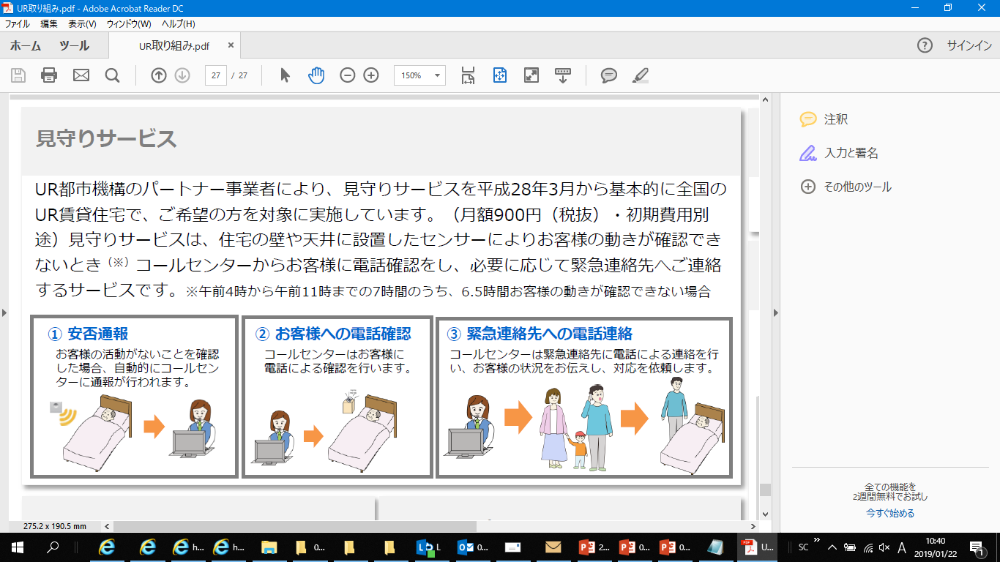 UR取り組み.pdf - Adobe Acrobat Reader DC
ファイル 編集 表示(V) ウィンドウ(W) ヘルプ(H)
ホーム ツール UR取り組み.pdf × サインイン
27 / 27 150%
見守りサービス
UR都市機構のパートナー事業者により、見守りサービスを平成28年3月から基本的に全国の
UR賃貸住宅で、ご希望の方を対象に実施しています。（月額900円（税抜）・初期費用別
途）見守りサービスは、住宅の壁や天井に設置したセンサーによりお客様の動きが確認でき
ないとき（※）コールセンターからお客様に電話確認をし、必要に応じて緊急連絡先へご連絡
するサービスです。※午前4時から午前11時までの7時間のうち、6.5時間お客様の動きが確認できない場合
① 安否通報
お客様の活動がないことを確認
した場合、自動的にコールセン
ターに通報が行われます。
② お客様への電話確認
コールセンターはお客様に
電話による確認を行います。
③ 緊急連絡先への電話連絡
コールセンターは緊急連絡先に電話による連絡を行
い、お客様の状況をお伝えし、対応を依頼します。
注釈
入力と署名
その他のツール
全ての機能を
2週間無料でお試し
今すぐ始める
275.2 x 190.5 mm
h... h... 0... L 0... 2... 0... 0... U... SC A 10:40
2019/01/22
1